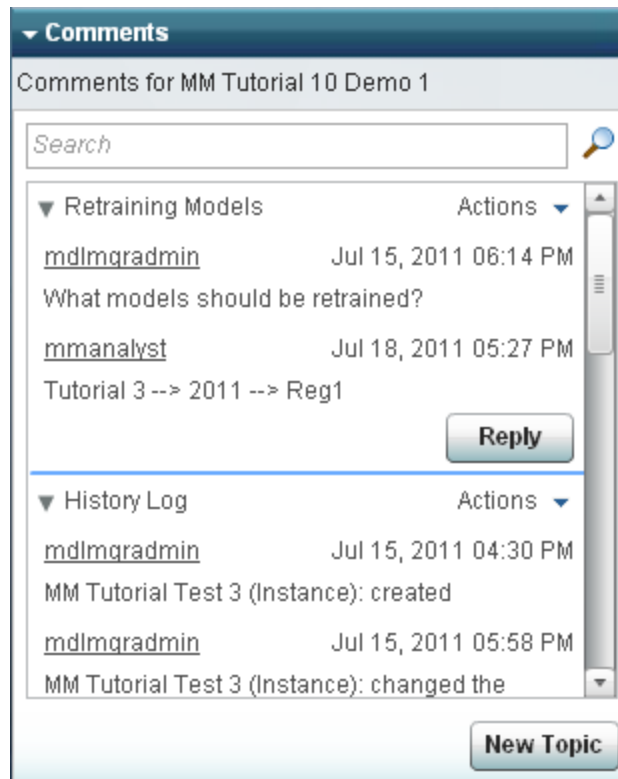 Comments
Comments for MM Tutorial 10 Demo 1
Search
Retraining Models Actions
mdlmgradmin Jul 15, 2011 06:14 PM
What models should be retrained?
mmanalyst Jul 18, 2011 05:27 PM
Tutorial 3 --> 2011 --> Reg1
Reply
History Log Actions
mdlmgradmin Jul 15, 2011 04:30 PM
MM Tutorial Test 3 (Instance): created
mdlmgradmin Jul 15, 2011 05:58 PM
MM Tutorial Test 3 (Instance): changed the
New Topic